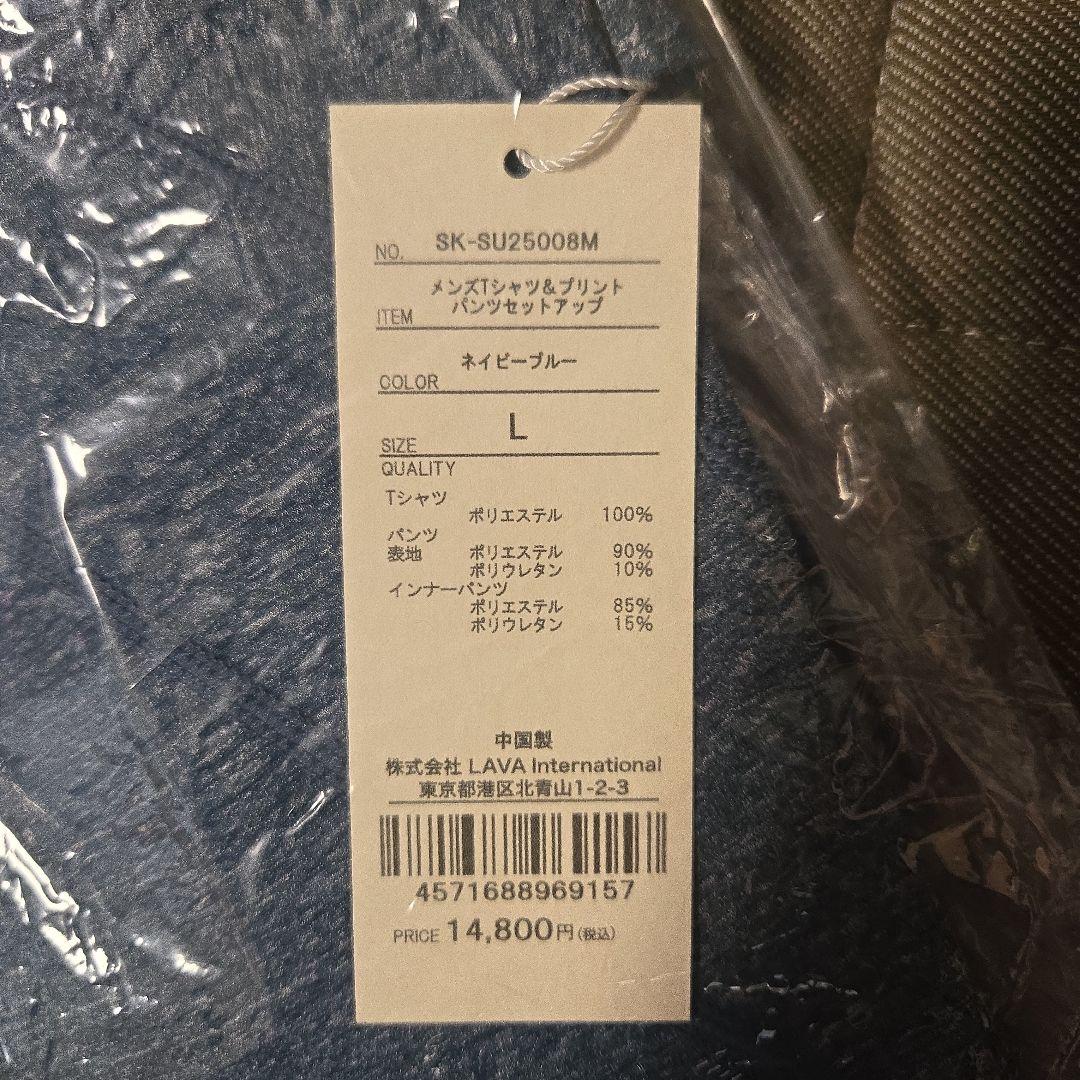 NO. SK-SU25008M
メンズTシャツ&プリント
ITEM パンツセットアップ
COLOR ネイビーブルー
SIZE L
QUALITY
Tシャツ
ポリエステル 100%
パンツ
表地 ポリエステル 90%
ポリウレタン 10%
インナーパンツ
ポリエステル 85%
ポリウレタン 15%
中国製
株式会社 LAVA International
東京都港区北青山1-2-3
4571688969157
PRICE 14,800円(税込)